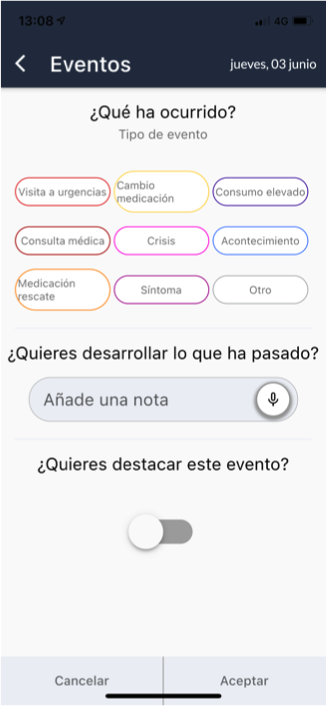 13:08 4G
Eventos jueves, 03 junio
¿Qué ha ocurrido?
Tipo de evento
Visita a urgencias
Cambio
medicación
Consumo elevado
Consulta médica
Crisis
Acontecimiento
Medicación
rescate
Síntoma
Otro
¿Quieres desarrollar lo que ha pasado?
Añade una nota
¿Quieres destacar este evento?
Cancelar Aceptar